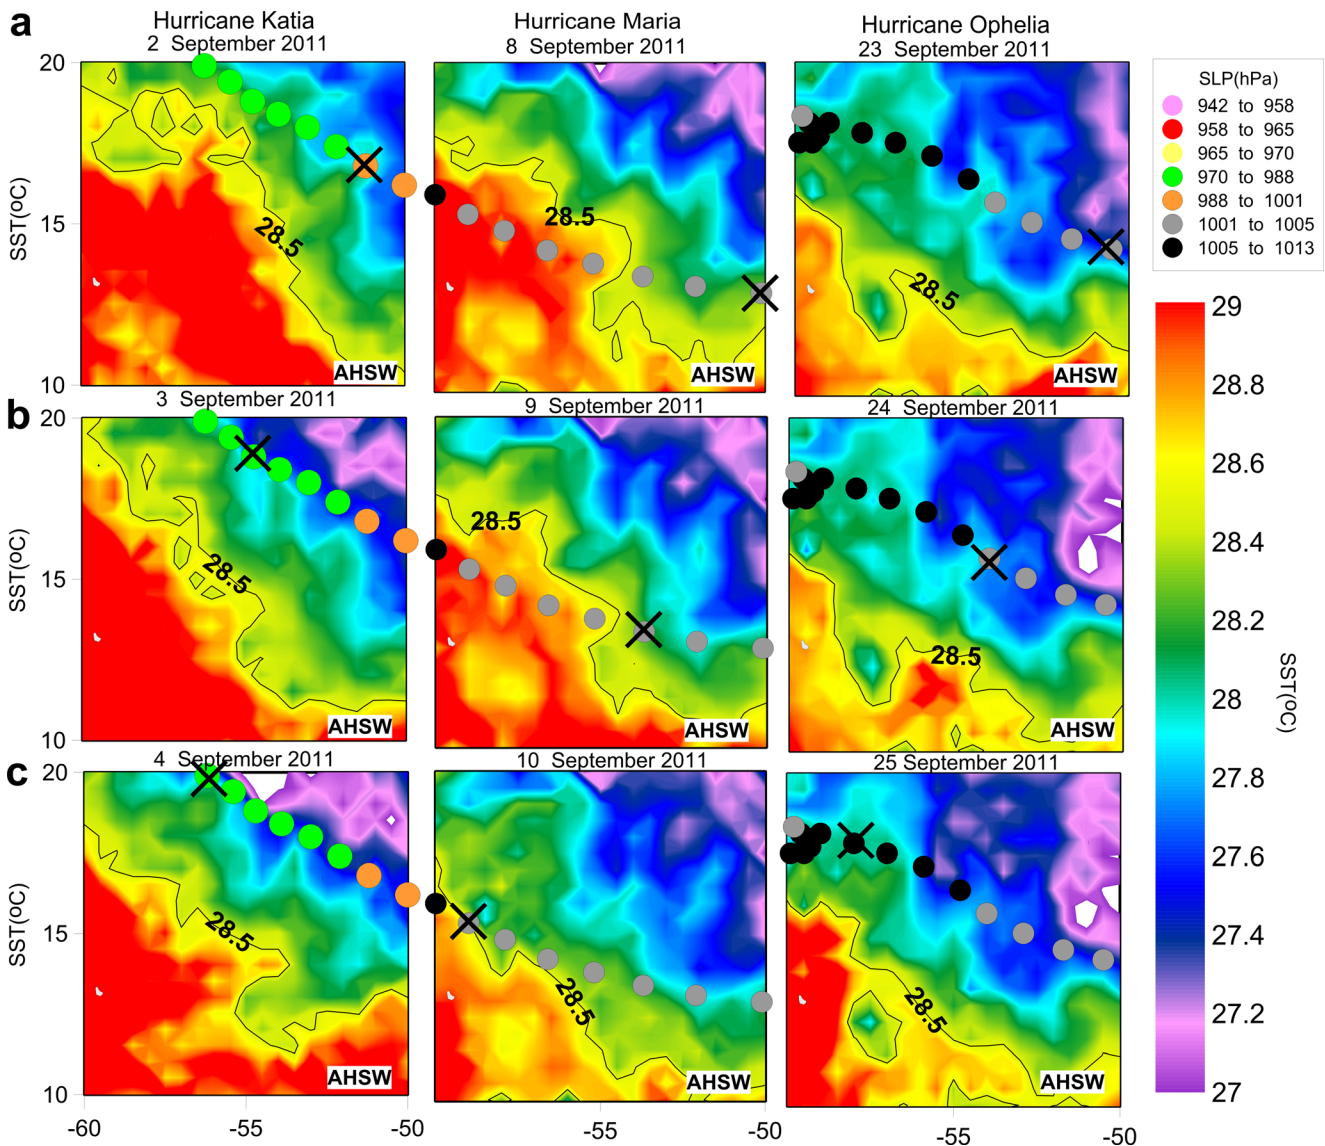 a
Hurricane Katia
2 September 2011
Hurricane Maria
8 September 2011
Hurricane Ophelia
23 September 2011
20
15
10
SST(oC)
28.5
AHSW
28.5
AHSW
28.5
AHSW
SLP(hPa)
942 to 958
958 to 965
965 to 970
970 to 988
988 to 1001
1001 to 1005
1005 to 1013
b
3 September 2011
9 September 2011
24 September 2011
20
15
10
SST(oC)
28.5
AHSW
28.5
AHSW
28.5
AHSW
c
4 September 2011
10 September 2011
25 September 2011
20
15
10
SST(oC)
28.5
AHSW
28.5
AHSW
28.5
AHSW
-60
-55
-50
-55
-50
-55
-50
29
28.8
28.6
28.4
28.2
28
27.8
27.6
27.4
27.2
27
SST(oC)